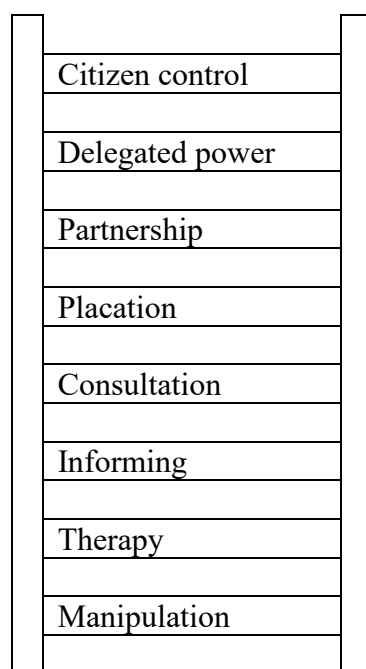 Citizen control
Delegated power
Partnership
Placation
Consultation
Informing
Therapy
Manipulation